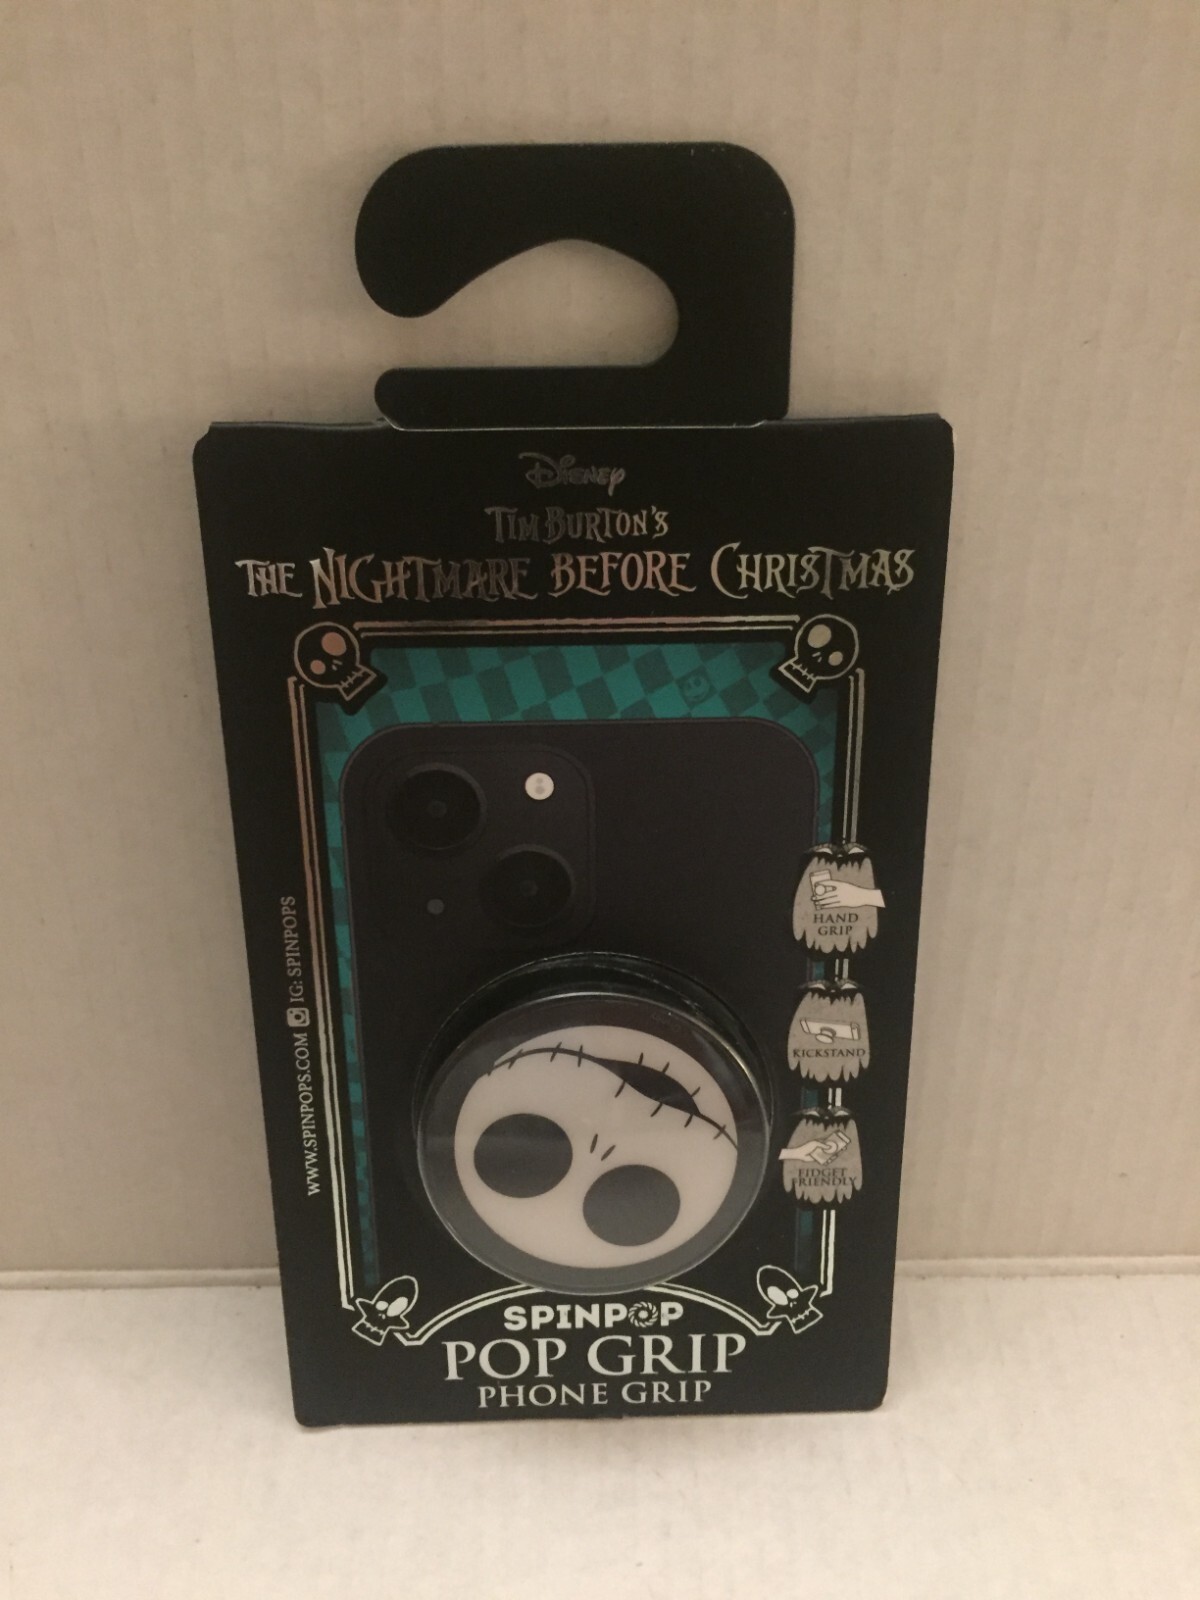 Disney
TIM BURTON'S
THE NIGHTMARE BEFORE CHRISTMAS
HAND
GRIP
KICKSTAND
FIDGET
FRIENDLY
WWW.SPINPOPS.COM IG: SPINPOPS
SPINPOP
POP GRIP
PHONE GRIP